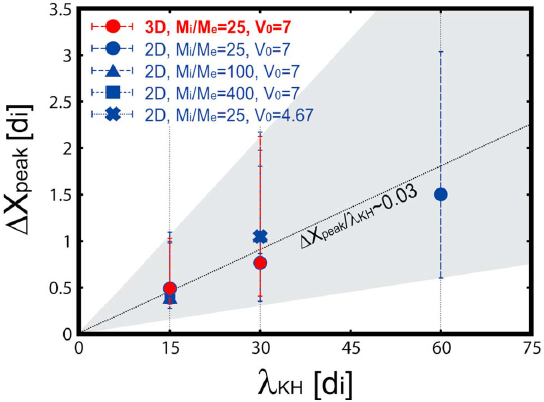 3D, Mi/Me=25, V0=7
2D, Mi/Me=25, V0=7
2D, Mi/Me=100, V0=7
2D, Mi/Me=400, V0=7
2D, Mi/Me=25, V0=4.67
ΔXpeak [di]
3.5
3
2.5
2
1.5
1
0.5
0
ΔXpeak/λKH~0.03
0 15 30 45 60 75
λKH [di]